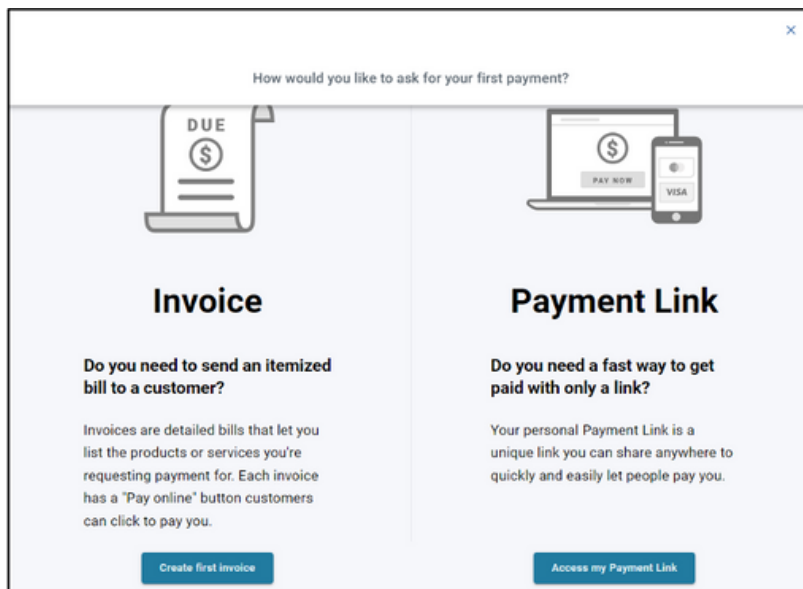 ×
How would you like to ask for your first payment?
DUE
$
Invoice
Do you need to send an itemized
bill to a customer?
Invoices are detailed bills that let you
list the products or services you're
requesting payment for. Each invoice
has a "Pay online" button customers
can click to pay you.
Create first invoice
$
PAY NOW
VISA
Payment Link
Do you need a fast way to get
paid with only a link?
Your personal Payment Link is a
unique link you can share anywhere to
quickly and easily let people pay you.
Access my Payment Link